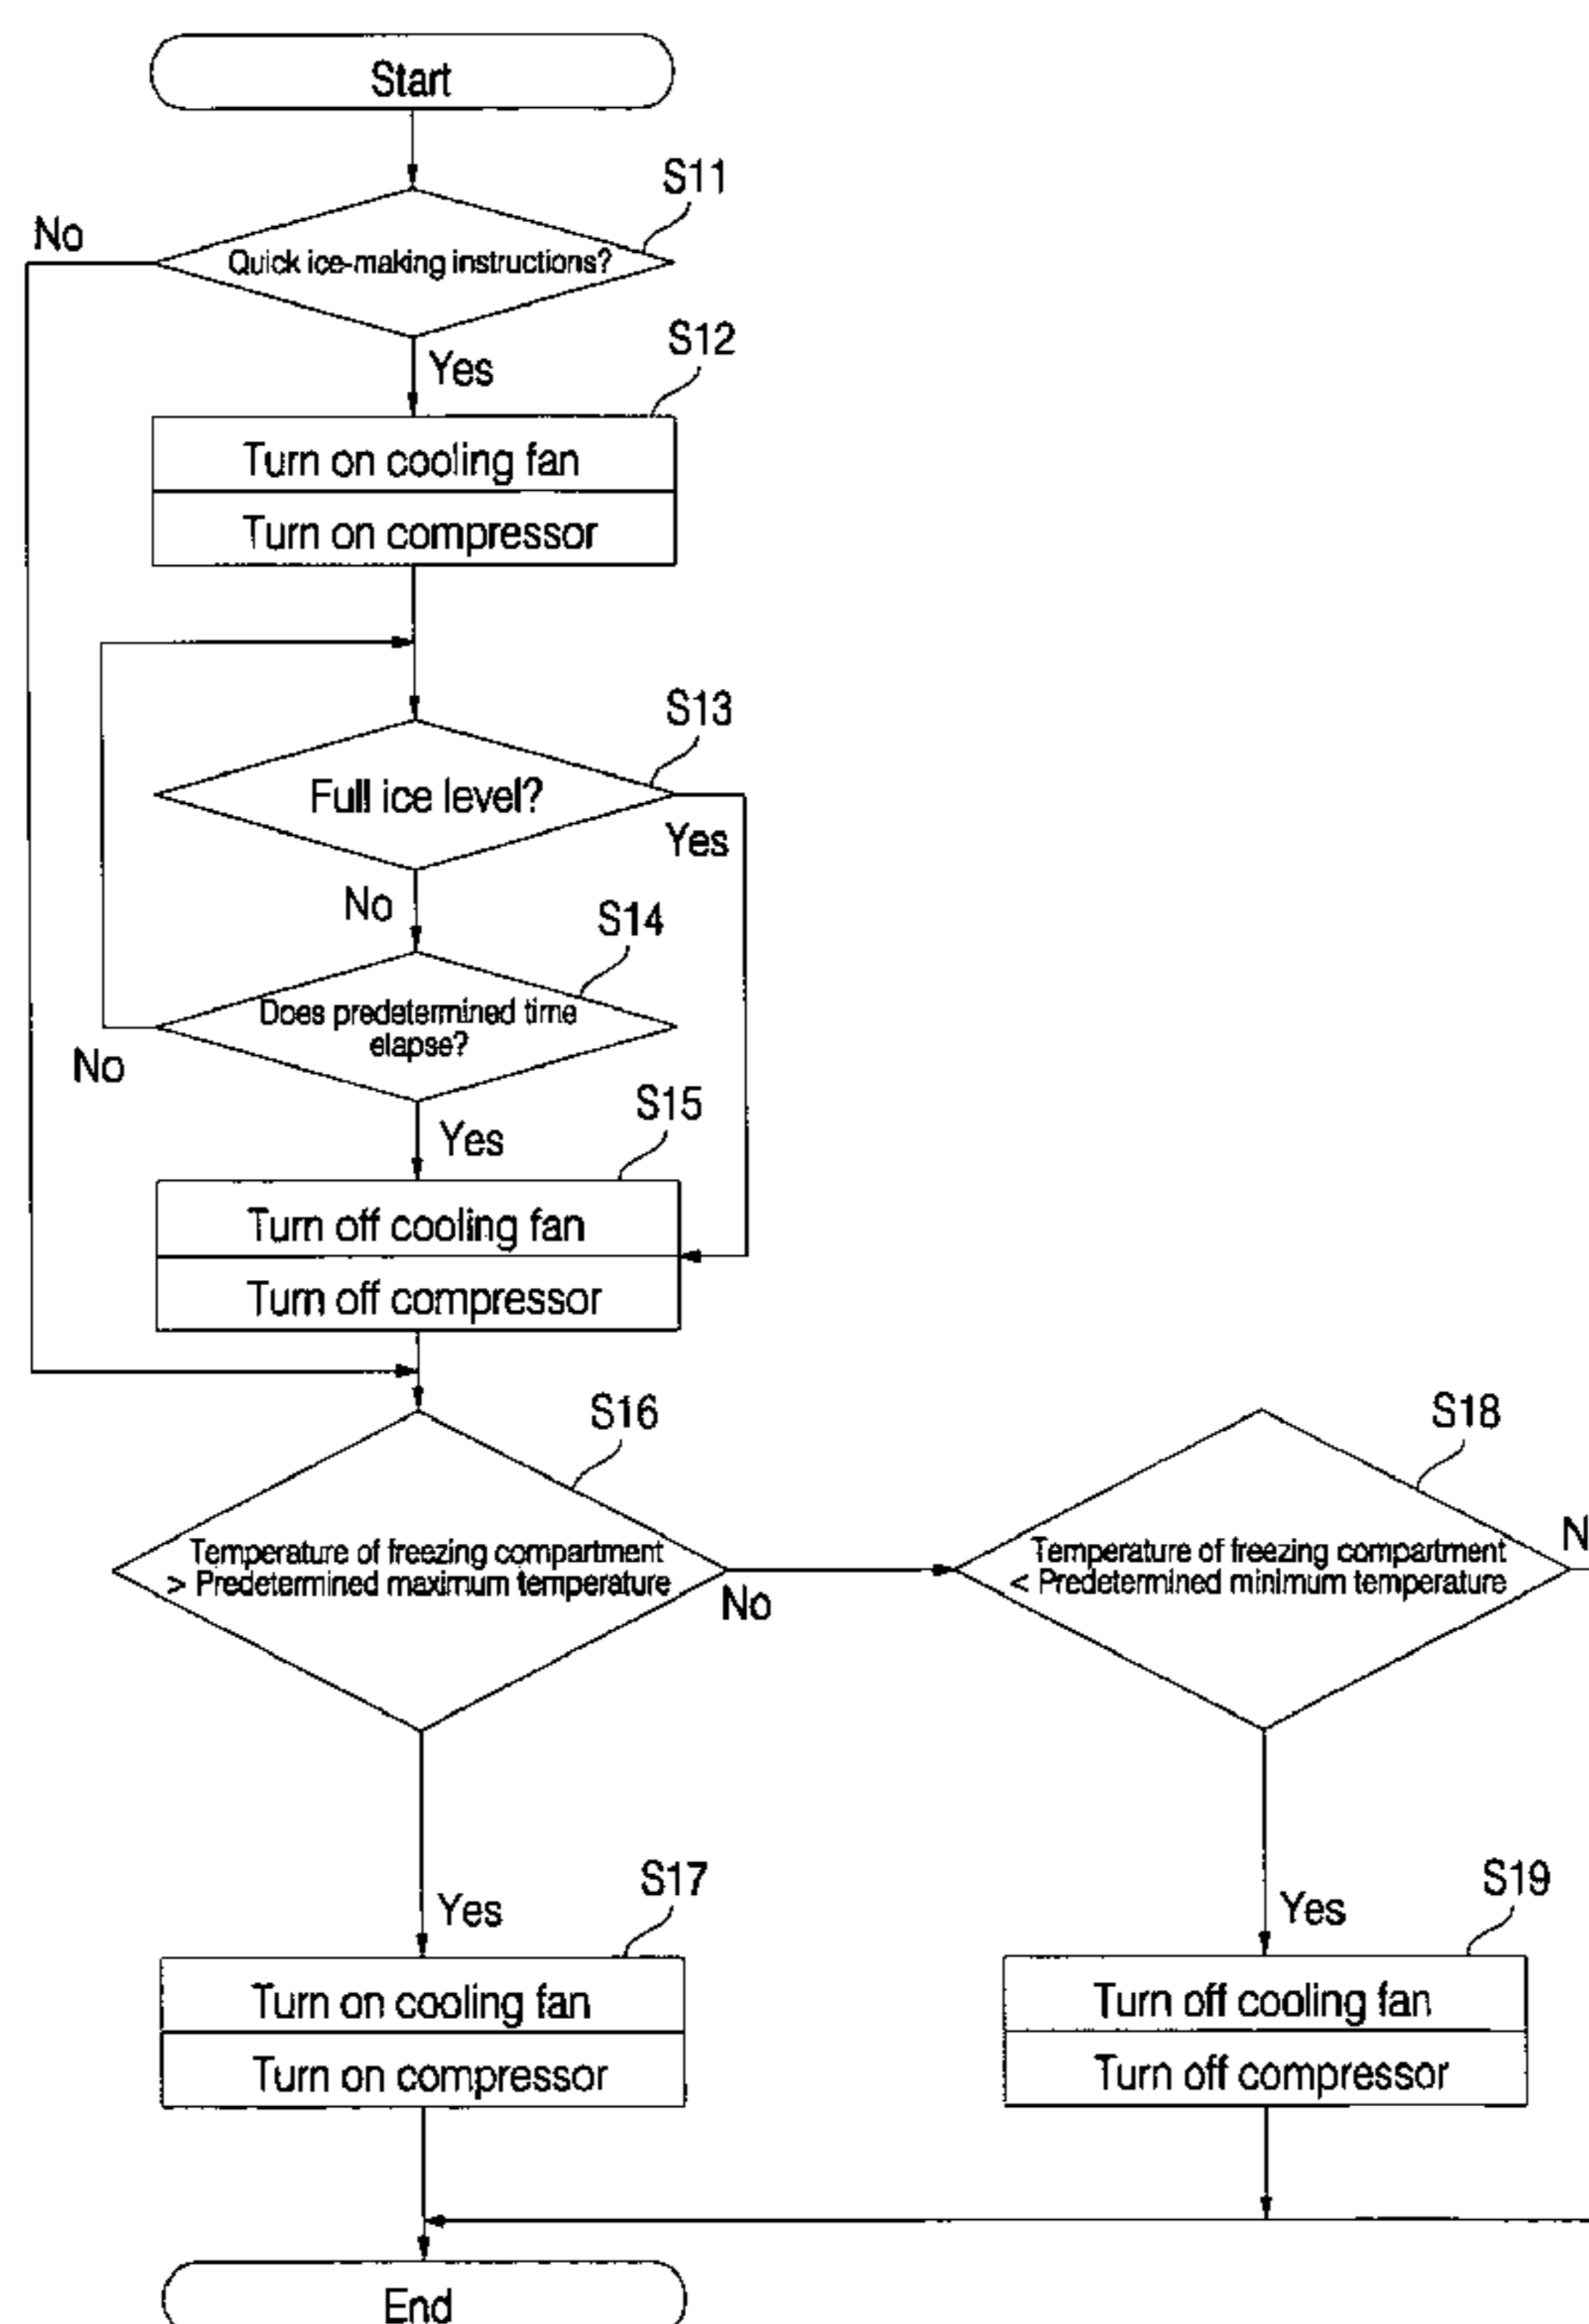 Start
S11
No
Quick ice-making instructions?
S12
Yes
Turn on cooling fan
Turn on compressor
S13
Full ice level?
Yes
No
S14
Does predetermined time
elapse?
No
S15
Yes
Turn off cooling fan
Turn off compressor
S16
Temperature of freezing compartment
> Predetermined maximum temperature
No
S18
Temperature of freezing compartment
< Predetermined minimum temperature
N
S17
Yes
Turn on cooling fan
Turn on compressor
S19
Yes
Turn off cooling fan
Turn off compressor
End